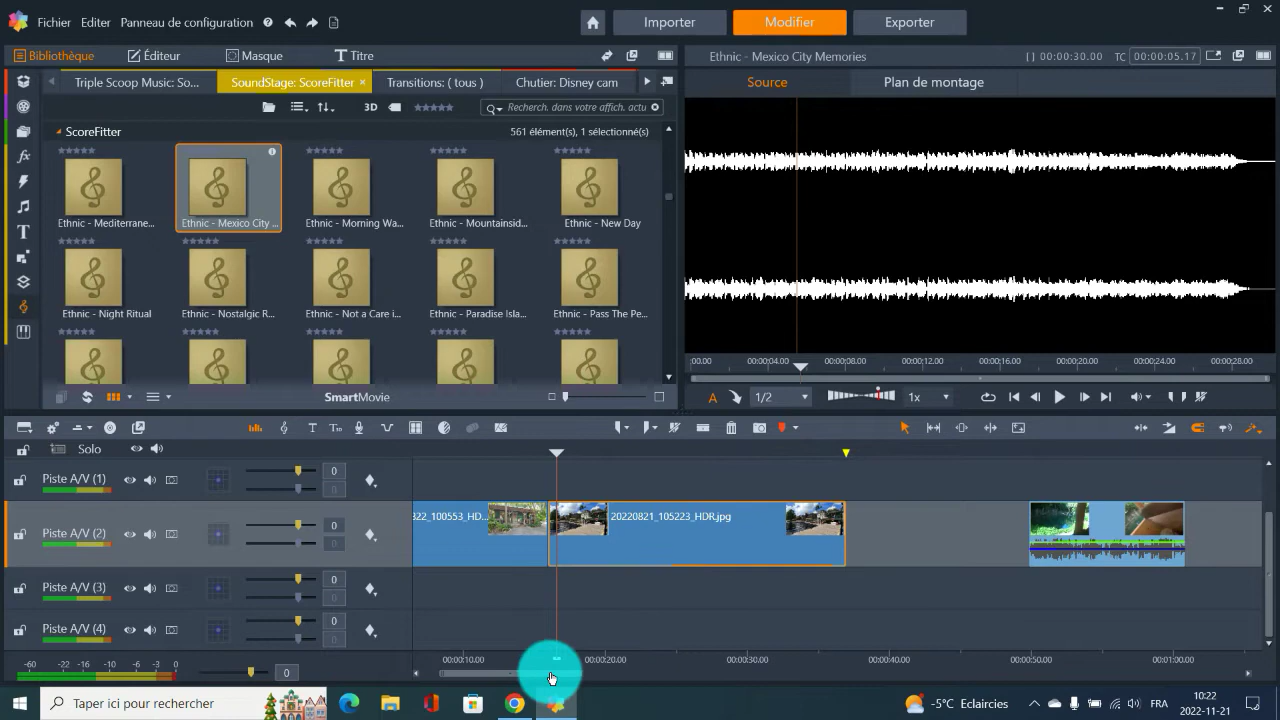 Fichier Editer Panneau de configuration
Importer Modifier Exporter
Bibliothèque Éditeur Masque Titre
Ethnic - Mexico City Memories [] 00:00:30.00 TC 00:00:05.17
Triple Scoop Music: So... SoundStage: ScoreFitter × Transitions: ( tous ) Chutier: Disney cam
Source Plan de montage
3D Recherch. dans votre affich. actu
ScoreFitter 561 élément(s), 1 sélectionné(s)
Ethnic - Mediterrane... Ethnic - Mexico City ... Ethnic - Morning Wa... Ethnic - Mountainsid... Ethnic - New Day
Ethnic - Night Ritual Ethnic - Nostalgic R... Ethnic - Not a Care i... Ethnic - Paradise Isla... Ethnic - Pass The Pe...
:00.00 00:00:04.00 00:00:08.00 00:00:12.00 00:00:16.00 00:00:20.00 00:00:24.00 00:00:28.00
SmartMovie
A 1/2 1x
Solo
Piste A/V (1) 0
0
Piste A/V (2) 0
0
322_100553_HD... 20220821_105223_HDR.jpg
Piste A/V (3) 0
0
Piste A/V (4) 0
0
-60 -22 -16 -10 -6 -3 0 0
00:00:10.00 00:00:20.00 00:00:30.00 00:00:40.00 00:00:50.00 00:01:00.00
Taper ici pour rechercher
-5°C Eclaircies FRA 10:22
2022-11-21